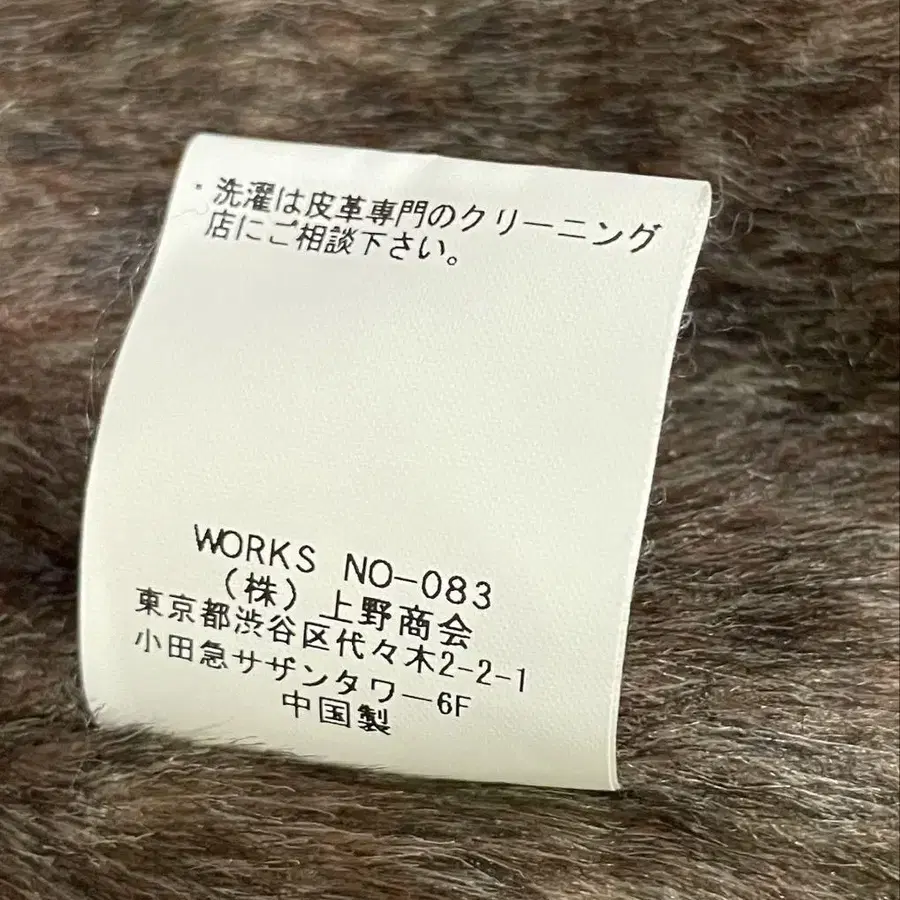 ・洗濯は皮革専門のクリーニング
店にご相談下さい。
WORKS NO-083
(株)上野商会
東京都渋谷区代々木2-2-1
小田急サザンタワー6F
中国製